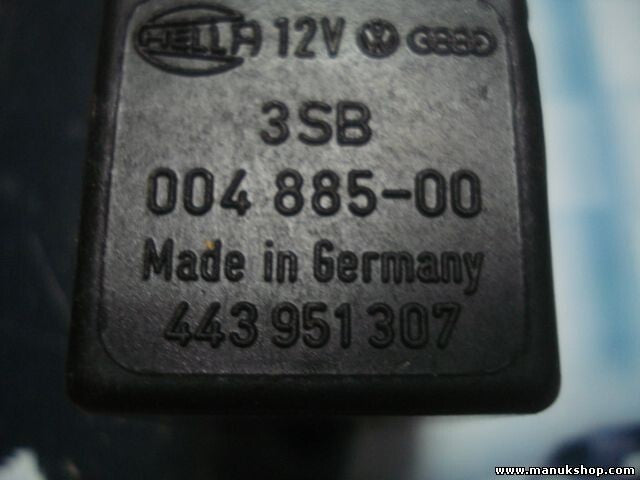 HELLA 12V
3SB
004 885-00
Made in Germany
443 951 307
www.manukshop.com